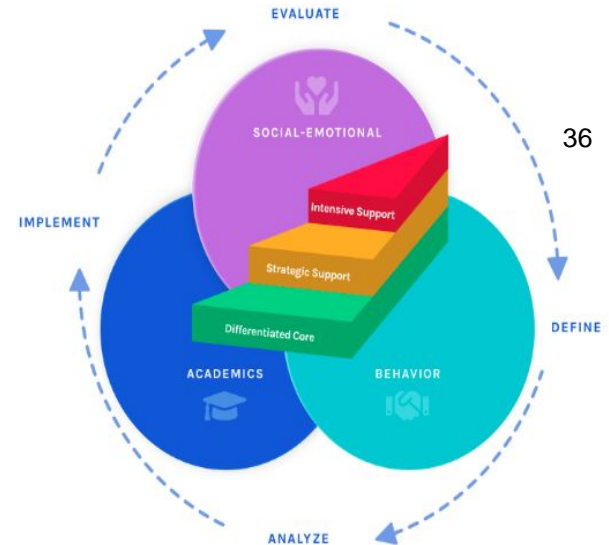 EVALUATE
SOCIAL-EMOTIONAL
36
Intensive Support
IMPLEMENT
Strategic Support
Differentiated Core
DEFINE
ACADEMICS
BEHAVIOR
ANALYZE